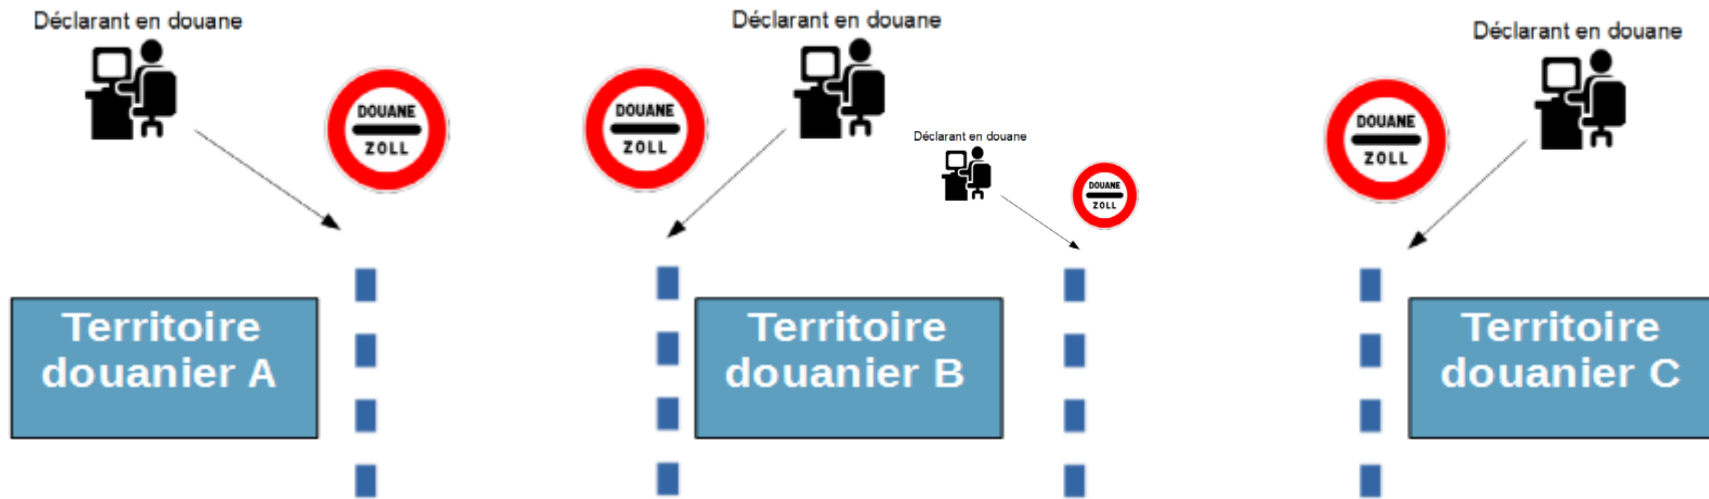 Déclarant en douane
DOUANE
ZOLL
DOUANE
ZOLL
Déclarant en douane
Déclarant en douane
DOUANE
ZOLL
DOUANE
ZOLL
Déclarant en douane
Territoire
douanier A
Territoire
douanier B
Territoire
douanier C